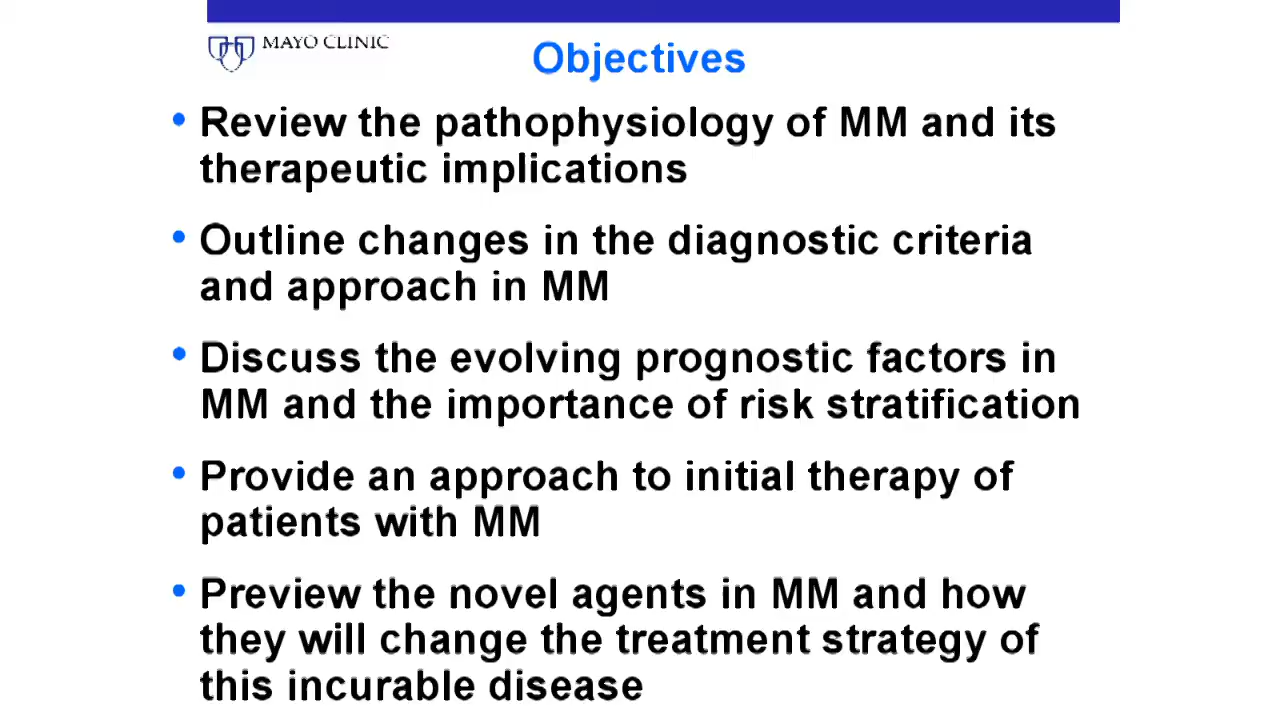 MAYO CLINIC
Objectives
• Review the pathophysiology of MM and its
therapeutic implications
• Outline changes in the diagnostic criteria
and approach in MM
• Discuss the evolving prognostic factors in
MM and the importance of risk stratification
• Provide an approach to initial therapy of
patients with MM
• Preview the novel agents in MM and how
they will change the treatment strategy of
this incurable disease